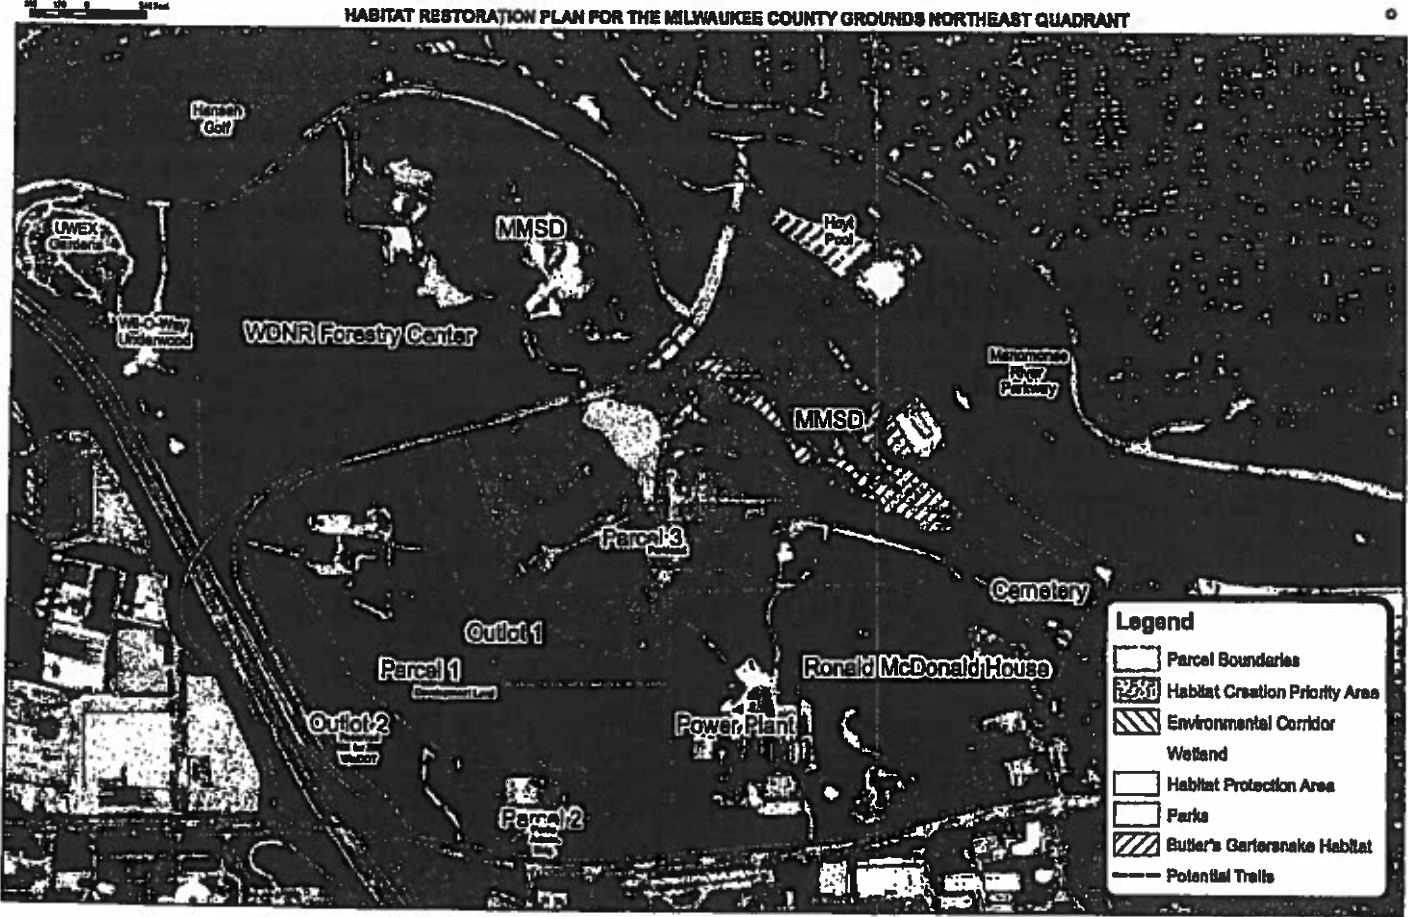 HABITAT RESTORATION PLAN FOR THE MILWAUKEE COUNTY GROUNDS NORTHEAST QUADRANT
Hansen
Golf
UWEX
Gardens
MMSD
Hoyt
Pool
Underwood
WDNR Forestry Center
Menomonee
River
Parkway
MMSD
Parcel 3
Cemetery
Outlot 1
Parcel 1
Development Land
Ronald McDonald House
Outlot 2
WisDOT
Power Plant
Parcel 2
Legend
Parcel Boundaries
Habitat Creation Priority Area
Environmental Corridor
Wetland
Habitat Protection Area
Parks
Butler's Gartersnake Habitat
Potential Trails